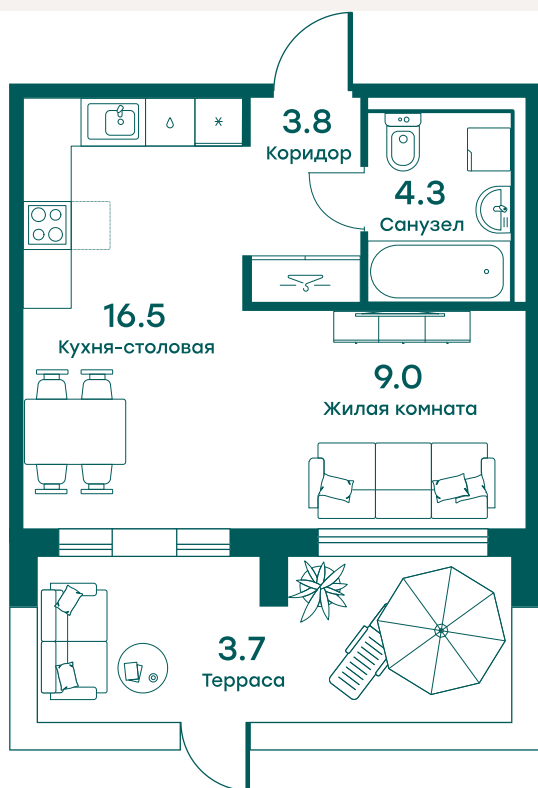 3.8
Коридор
4.3
Санузел
16.5
Кухня-столовая
9.0
Жилая комната
3.7
Терраса